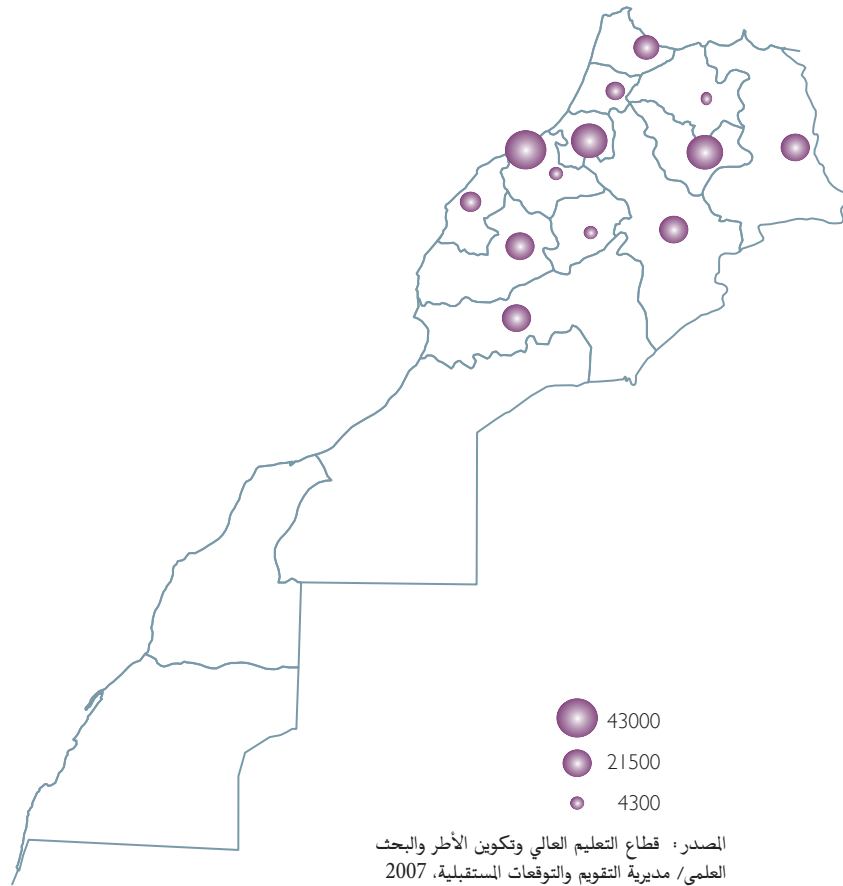 43000
21500
4300
المصدر: قطاع التعليم العالي وتكوين الأطر والبحث
العلمي/ مديرية التقويم والتوقعات المستقبلية، 2007